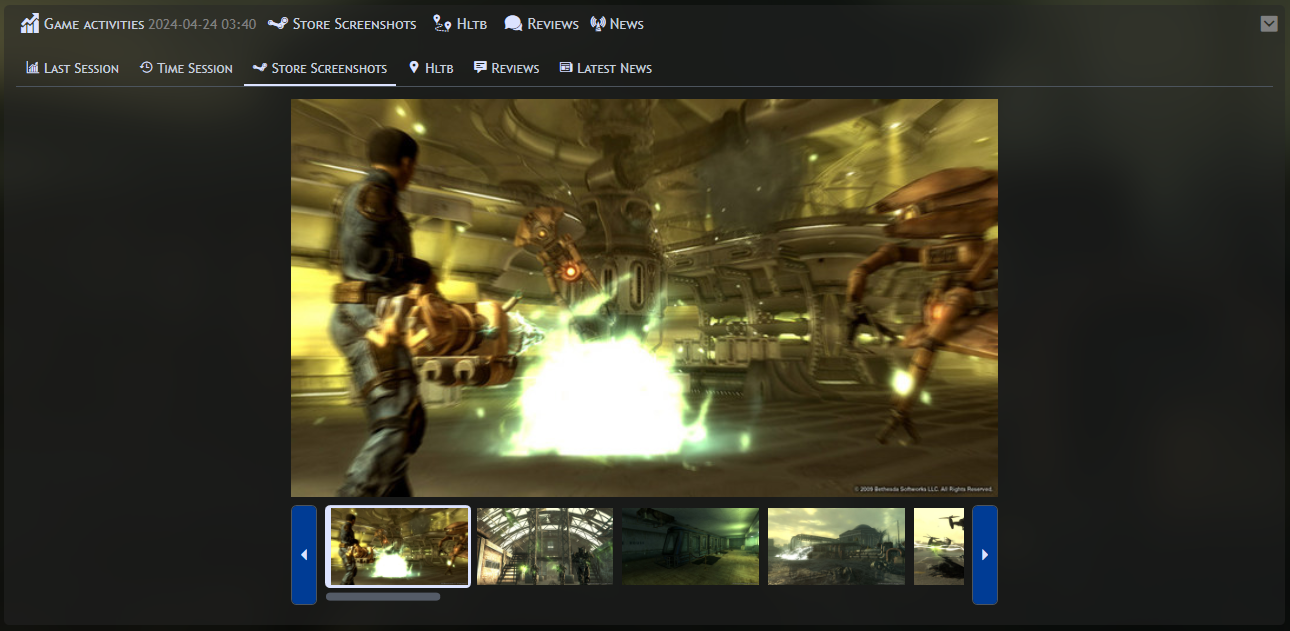 Game activities 2024-04-24 03:40 Store Screenshots Hltb Reviews News
Last Session Time Session Store Screenshots Hltb Reviews Latest News
© 2009 Bethesda Softworks LLC. All Rights Reserved.